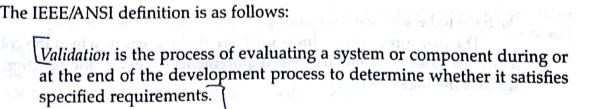 The IEEE/ANSI definition is as follows:
Validation is the process of evaluating a system or component during or
at the end of the development process to determine whether it satisfies
specified requirements.